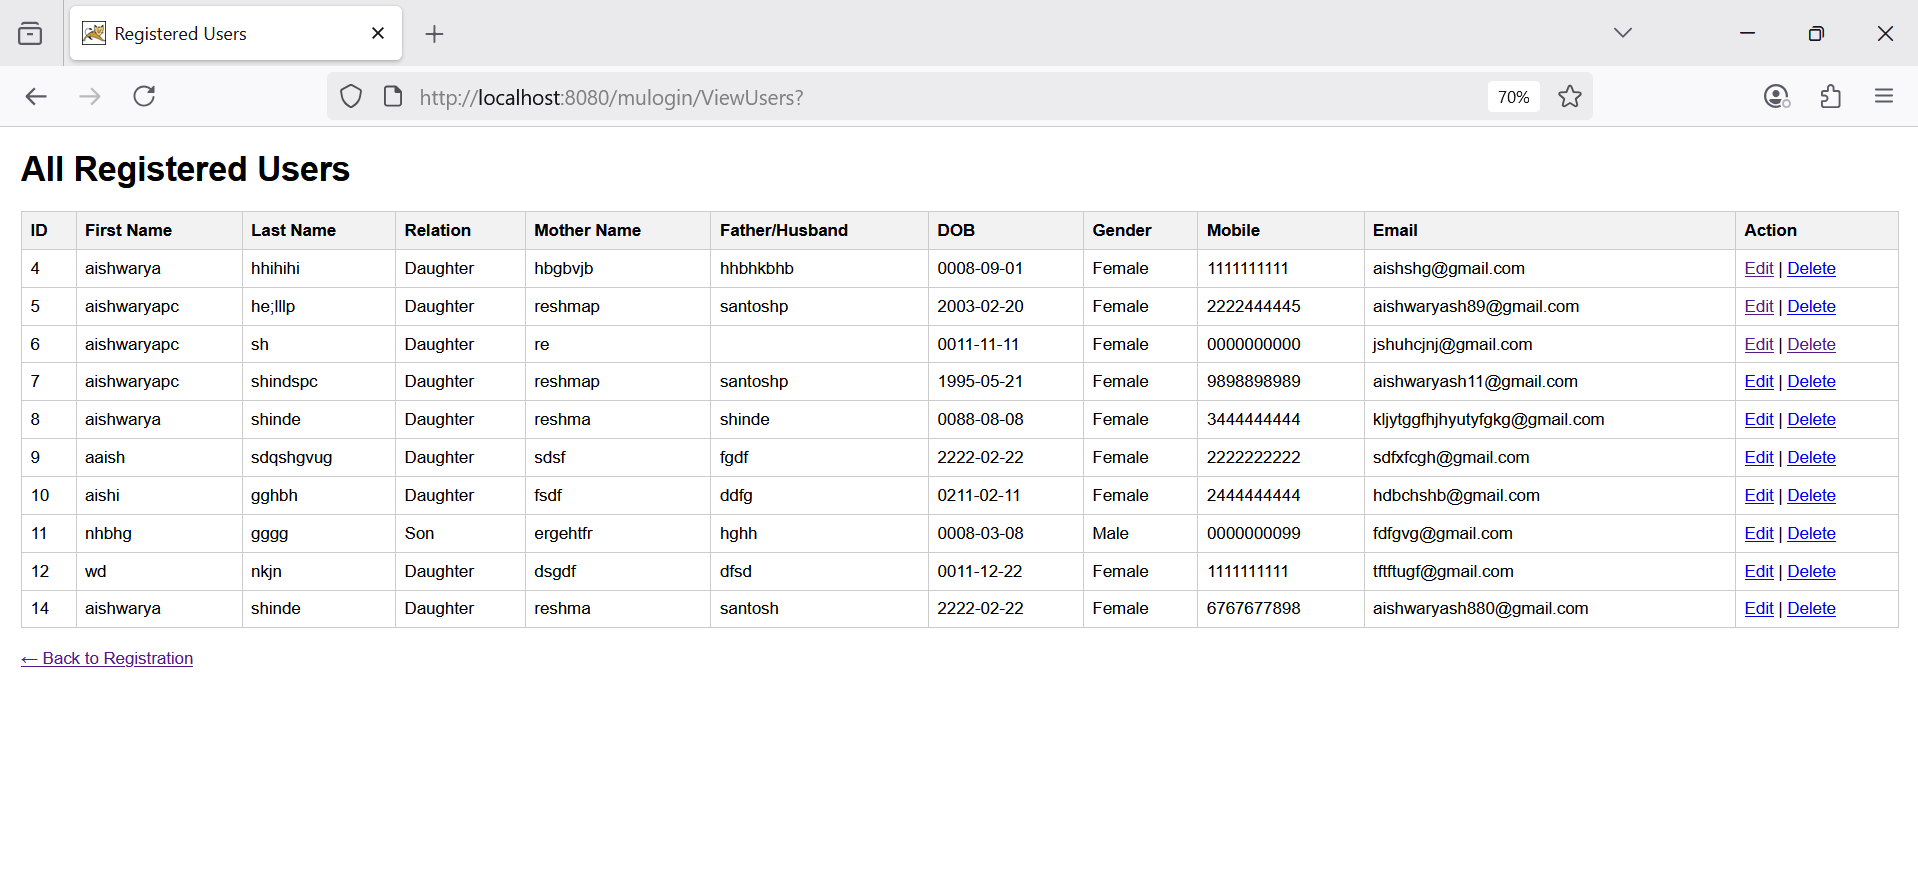 Registered Users
http://localhost:8080/mulogin/ViewUsers?
70%
All Registered Users
ID First Name Last Name Relation Mother Name Father/Husband DOB Gender Mobile Email Action
4 aishwarya hhihihi Daughter hbgbvjb hhbhkbhb 0008-09-01 Female 1111111111 aishshg@gmail.com Edit | Delete
5 aishwaryapc he;lllp Daughter reshmap santoshp 2003-02-20 Female 2222444445 aishwaryash89@gmail.com Edit | Delete
6 aishwaryapc sh Daughter re 0011-11-11 Female 0000000000 jshuhcjnj@gmail.com Edit | Delete
7 aishwaryapc shindspc Daughter reshmap santoshp 1995-05-21 Female 9898898989 aishwaryash11@gmail.com Edit | Delete
8 aishwarya shinde Daughter reshma shinde 0088-08-08 Female 3444444444 kljytggfhjhyutyfgkg@gmail.com Edit | Delete
9 aaish sdqshgvug Daughter sdsf fgdf 2222-02-22 Female 2222222222 sdfxfcgh@gmail.com Edit | Delete
10 aishi gghbh Daughter fsdf ddfg 0211-02-11 Female 2444444444 hdbchshb@gmail.com Edit | Delete
11 nhbhg gggg Son ergehtfr hghh 0008-03-08 Male 0000000099 fdfgvg@gmail.com Edit | Delete
12 wd nkjn Daughter dsgdf dfsd 0011-12-22 Female 1111111111 tftftugf@gmail.com Edit | Delete
14 aishwarya shinde Daughter reshma santosh 2222-02-22 Female 6767677898 aishwaryash880@gmail.com Edit | Delete
← Back to Registration